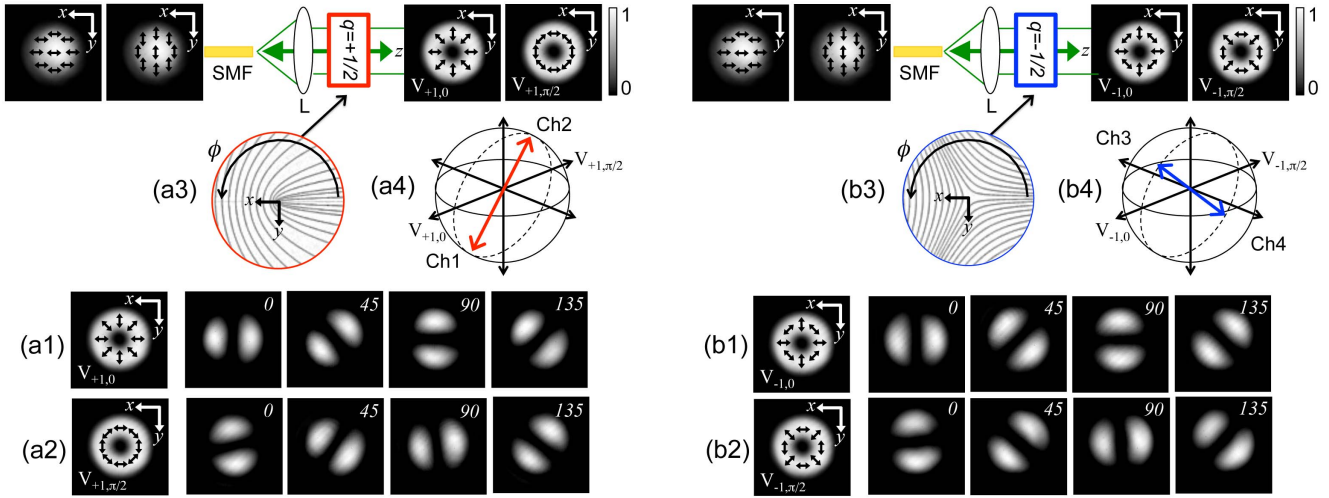 x
y
x
y
SMF
L
q=+1/2
z
x
y
V+1,0
x
y
V+1,π/2
1
0
ϕ
x
y
(a3)
(a4)
Ch2
V+1,π/2
V+1,0
Ch1
(a1)
x
y
V+1,0
0
45
90
135
(a2)
x
y
V+1,π/2
0
45
90
135
x
y
x
y
SMF
L
q=-1/2
z
x
y
V-1,0
x
y
V-1,π/2
1
0
ϕ
x
y
(b3)
(b4)
Ch3
V-1,π/2
V-1,0
Ch4
(b1)
x
y
V-1,0
0
45
90
135
(b2)
x
y
V-1,π/2
0
45
90
135